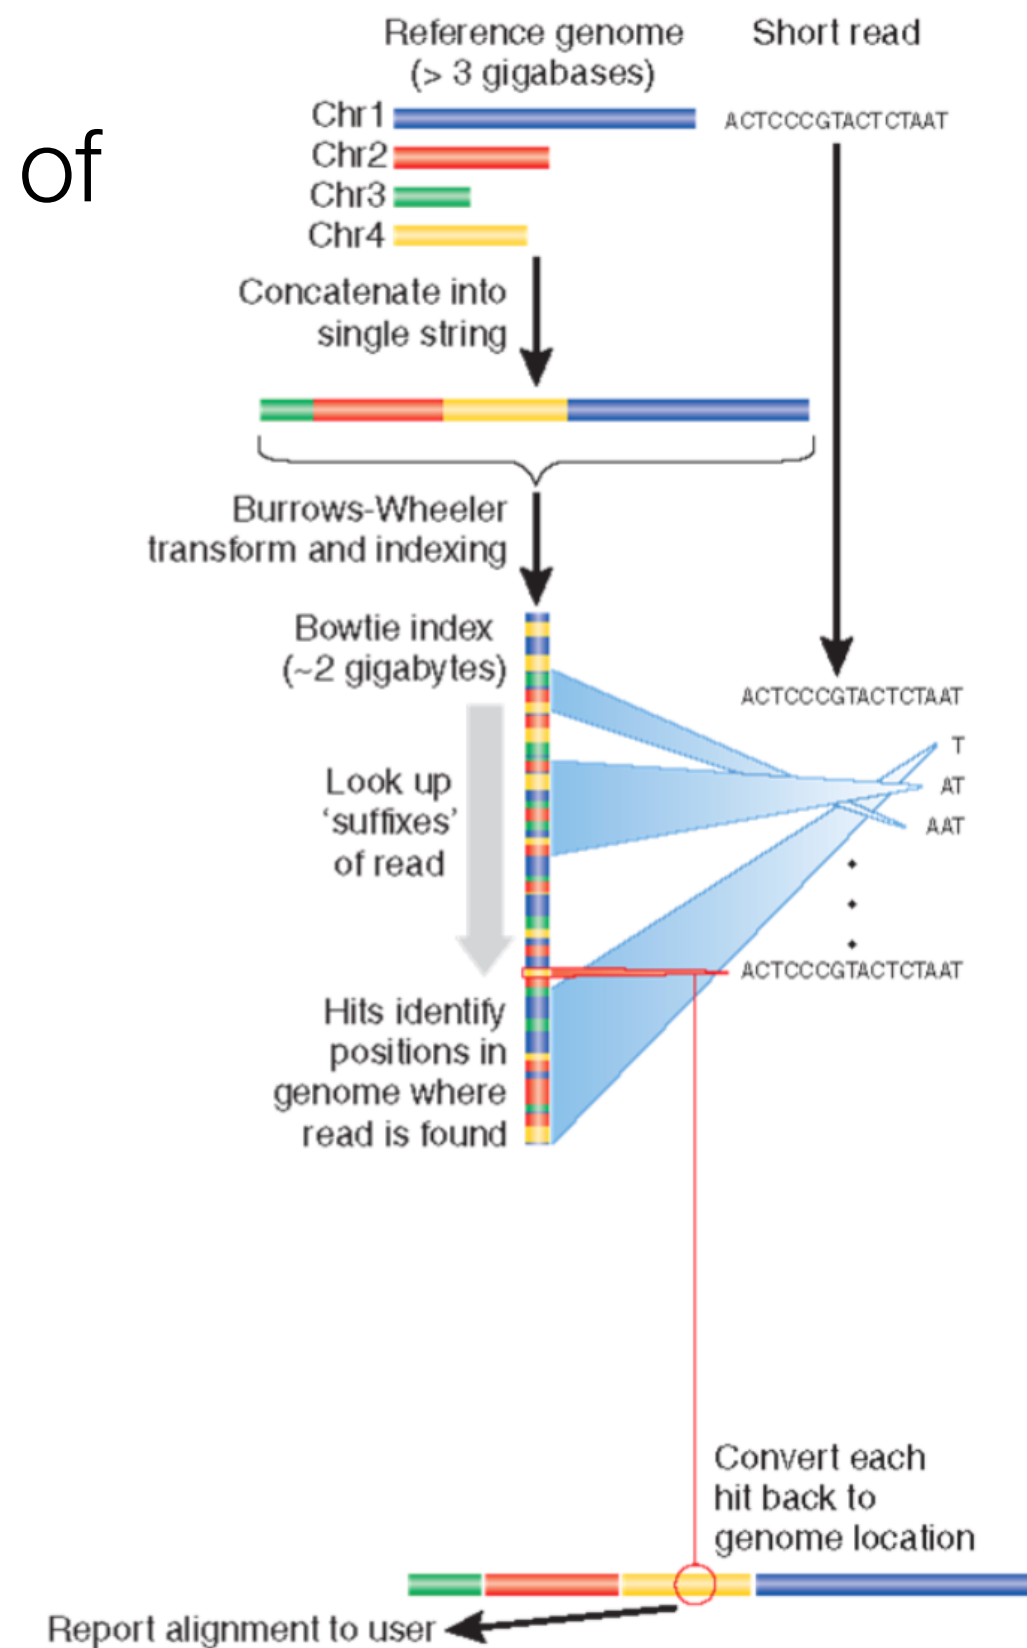 of
Reference genome
(> 3 gigabases)
Short read
Chr1
ACTCCCGTACTCTAAT
Chr2
Chr3
Chr4
Concatenate into
single string
Burrows-Wheeler
transform and indexing
Bowtie index
(~2 gigabytes)
ACTCCCGTACTCTAAT
T
AT
AAT
Look up
‘suffixes’
of read
ACTCCCGTACTCTAAT
Hits identify
positions in
genome where
read is found
Convert each
hit back to
genome location
Report alignment to user